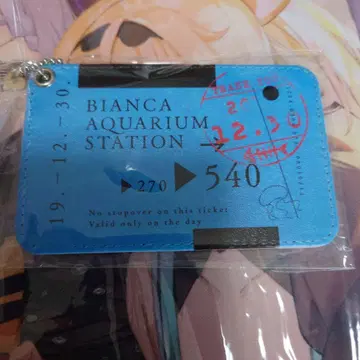 19.-12.-30.
BIANCA
AQUARIUM
STATION →
▶270 ▶540
No stopover on this ticket
Valid only on the day
12.3